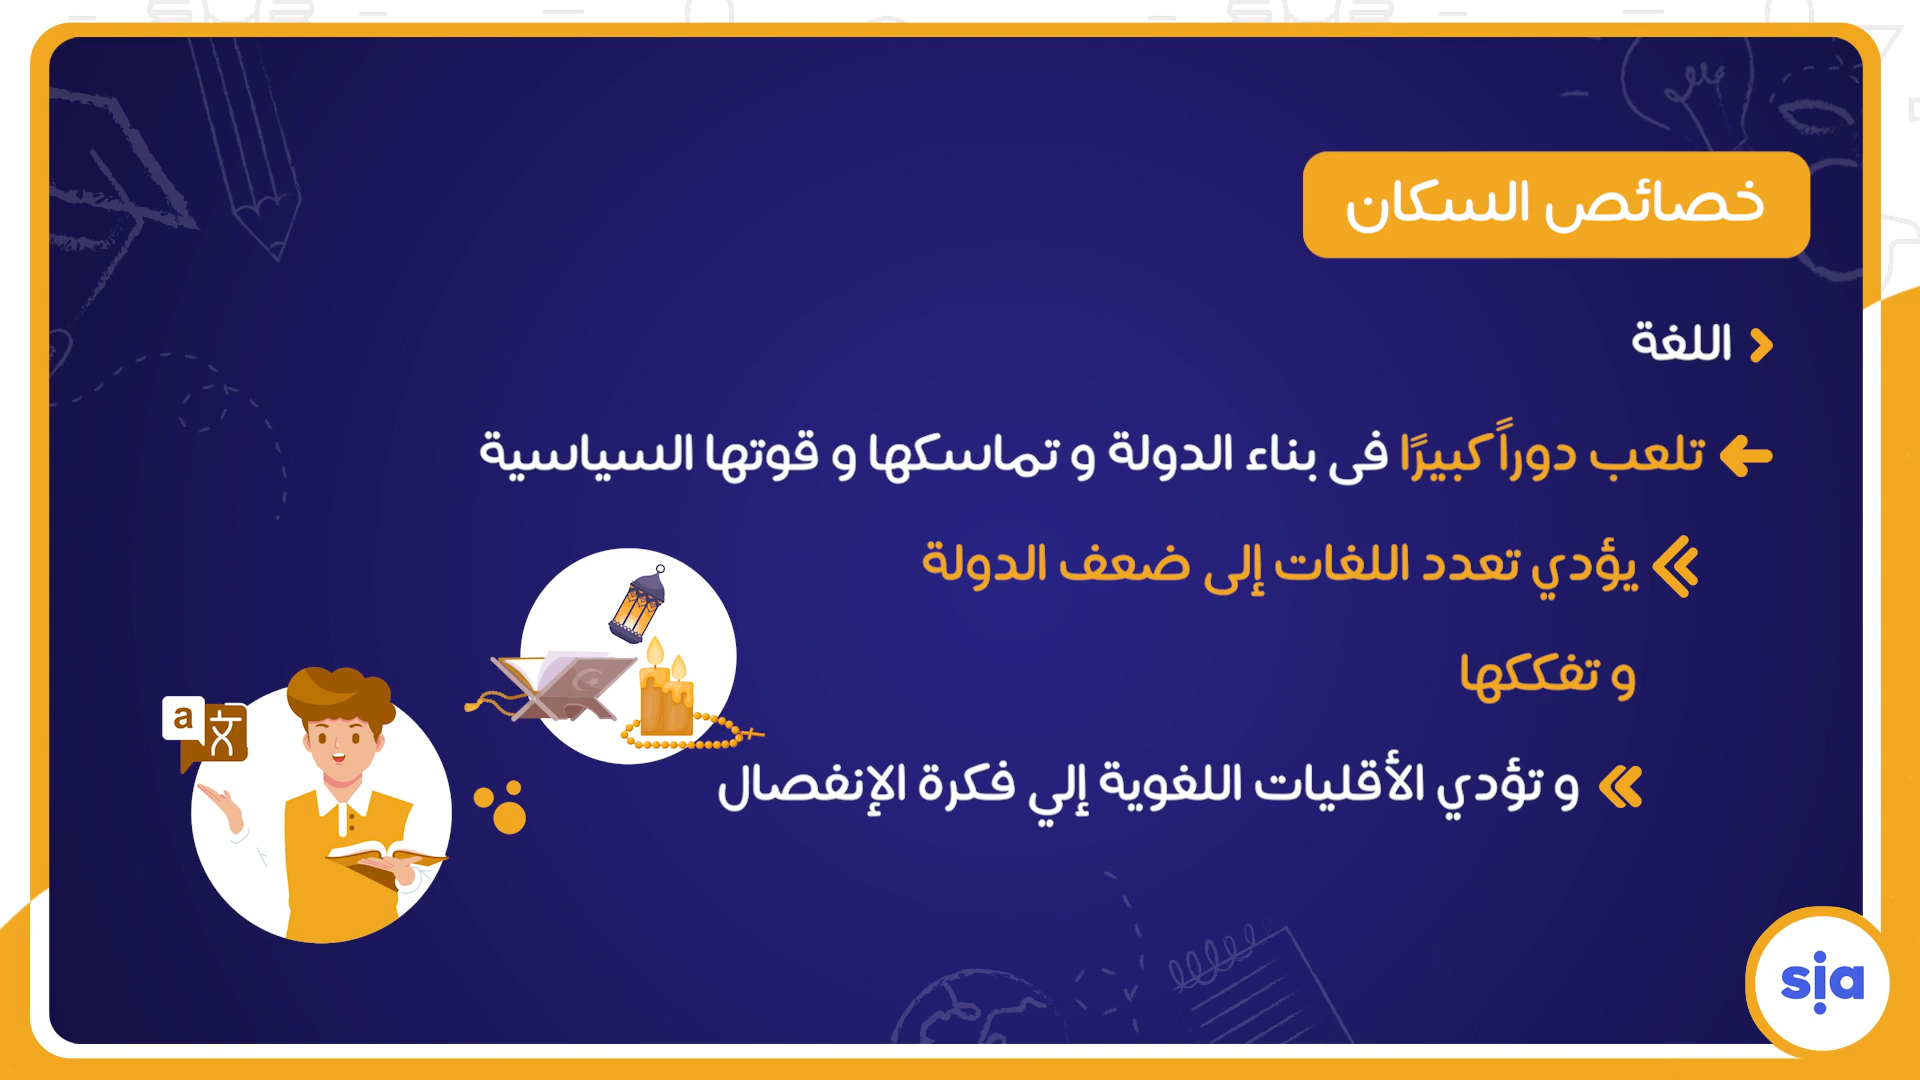 خصائص السكان
اللغة
تلعب دوراً كبيرًا فى بناء الدولة و تماسكها و قوتها السياسية
يؤدي تعدد اللغات إلى ضعف الدولة
و تفككها
و تؤدي الأقليات اللغوية إلي فكرة الإنفصال
a 文
sia